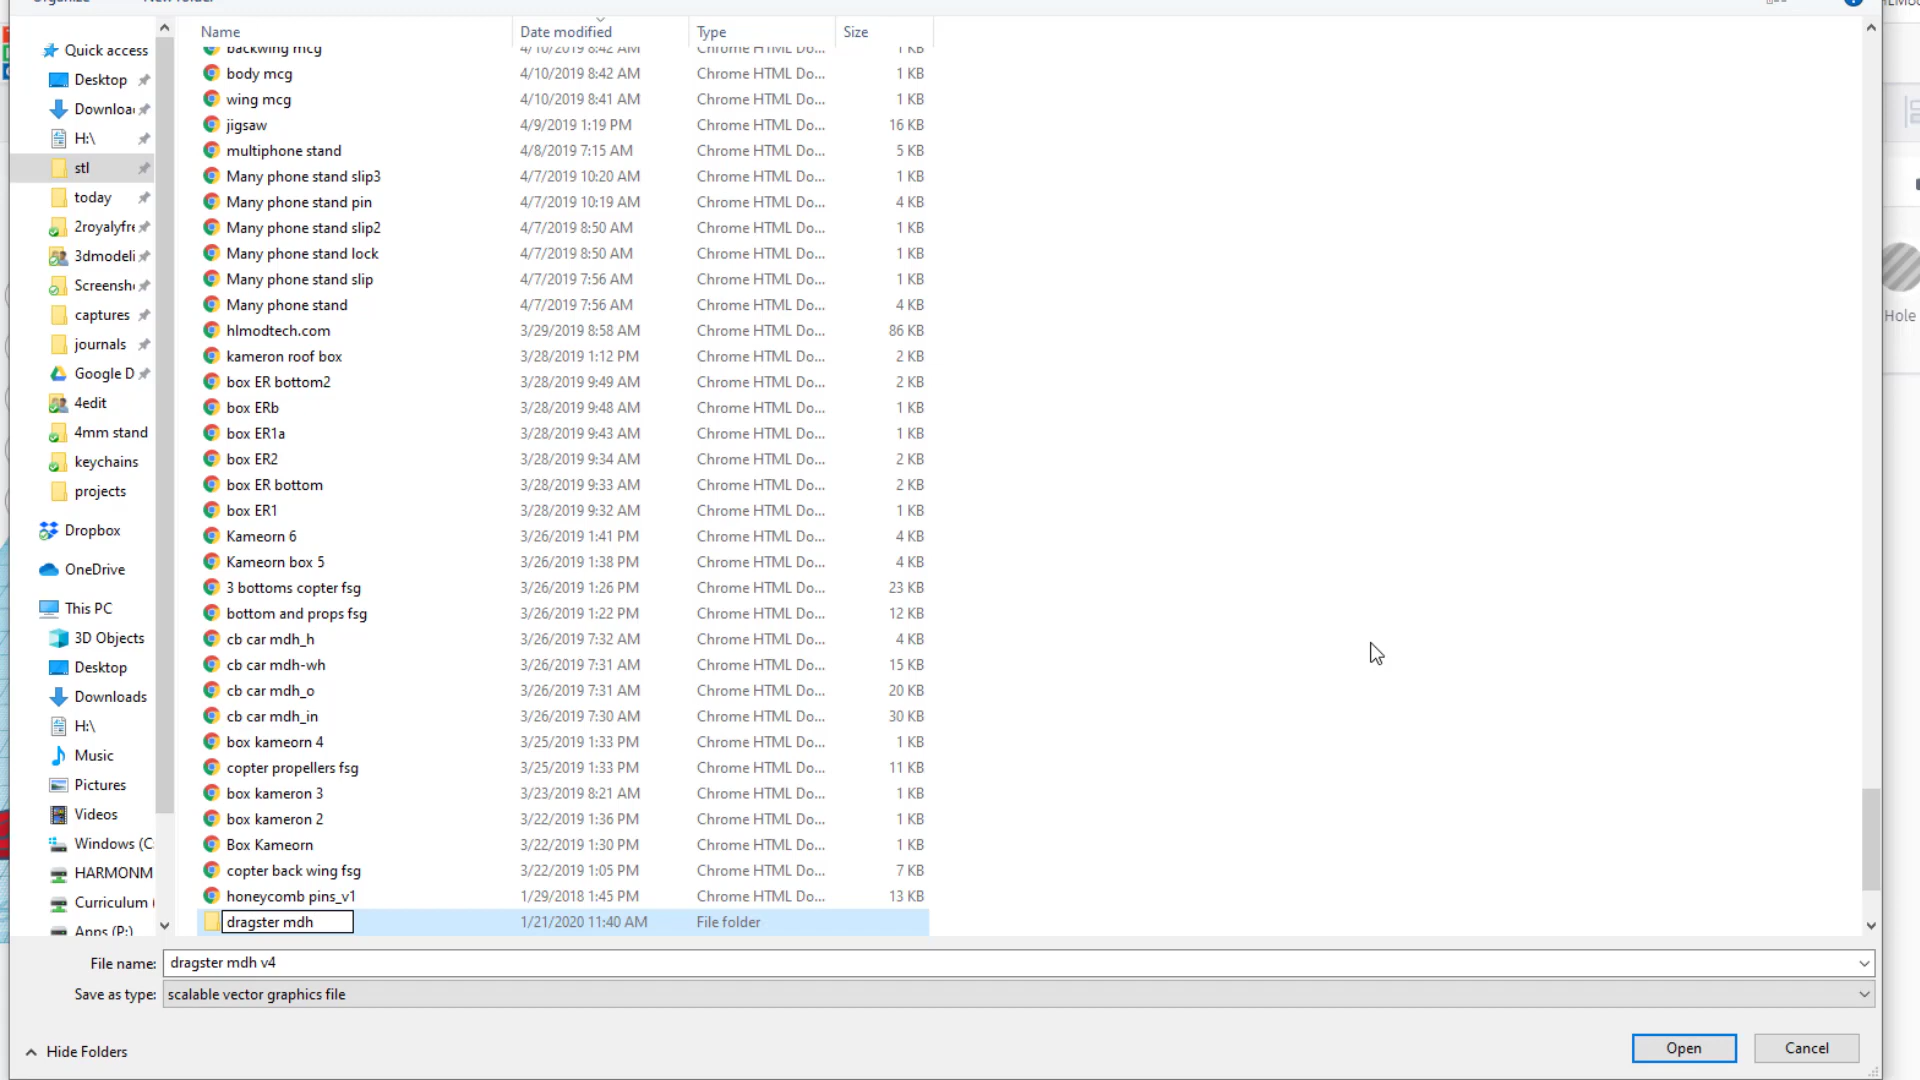 Organize New folder
Name Date modified Type Size
backwing mcg 4/10/2019 8:42 AM Chrome HTML Do... 1 KB
body mcg 4/10/2019 8:42 AM Chrome HTML Do... 1 KB
wing mcg 4/10/2019 8:41 AM Chrome HTML Do... 1 KB
jigsaw 4/9/2019 1:19 PM Chrome HTML Do... 16 KB
multiphone stand 4/8/2019 7:15 AM Chrome HTML Do... 5 KB
Many phone stand slip3 4/7/2019 10:20 AM Chrome HTML Do... 1 KB
Many phone stand pin 4/7/2019 10:19 AM Chrome HTML Do... 4 KB
Many phone stand slip2 4/7/2019 8:50 AM Chrome HTML Do... 1 KB
Many phone stand lock 4/7/2019 8:50 AM Chrome HTML Do... 1 KB
Many phone stand slip 4/7/2019 7:56 AM Chrome HTML Do... 1 KB
Many phone stand 4/7/2019 7:56 AM Chrome HTML Do... 4 KB
hlmodtech.com 3/29/2019 8:58 AM Chrome HTML Do... 86 KB
kameron roof box 3/28/2019 1:12 PM Chrome HTML Do... 2 KB
box ER bottom2 3/28/2019 9:49 AM Chrome HTML Do... 2 KB
box ERb 3/28/2019 9:48 AM Chrome HTML Do... 1 KB
box ER1a 3/28/2019 9:43 AM Chrome HTML Do... 1 KB
box ER2 3/28/2019 9:34 AM Chrome HTML Do... 2 KB
box ER bottom 3/28/2019 9:33 AM Chrome HTML Do... 2 KB
box ER1 3/28/2019 9:32 AM Chrome HTML Do... 1 KB
Kameorn 6 3/26/2019 1:41 PM Chrome HTML Do... 4 KB
Kameorn box 5 3/26/2019 1:38 PM Chrome HTML Do... 4 KB
3 bottoms copter fsg 3/26/2019 1:26 PM Chrome HTML Do... 23 KB
bottom and props fsg 3/26/2019 1:22 PM Chrome HTML Do... 12 KB
cb car mdh_h 3/26/2019 7:32 AM Chrome HTML Do... 4 KB
cb car mdh-wh 3/26/2019 7:31 AM Chrome HTML Do... 15 KB
cb car mdh_o 3/26/2019 7:31 AM Chrome HTML Do... 20 KB
cb car mdh_in 3/26/2019 7:30 AM Chrome HTML Do... 30 KB
box kameorn 4 3/25/2019 1:33 PM Chrome HTML Do... 1 KB
copter propellers fsg 3/25/2019 1:33 PM Chrome HTML Do... 11 KB
box kameron 3 3/23/2019 8:21 AM Chrome HTML Do... 1 KB
box kameron 2 3/22/2019 1:36 PM Chrome HTML Do... 1 KB
Box Kameorn 3/22/2019 1:30 PM Chrome HTML Do... 1 KB
copter back wing fsg 3/22/2019 1:05 PM Chrome HTML Do... 7 KB
honeycomb pins_v1 1/29/2018 1:45 PM Chrome HTML Do... 13 KB
dragster mdh 1/21/2020 11:40 AM File folder
Quick access
Desktop
Downloa
H:\
stl
today
2royalyfre
3dmodeli
Screensh
captures
journals
Google D
4edit
4mm stand
keychains
projects
Dropbox
OneDrive
This PC
3D Objects
Desktop
Downloads
H:\
Music
Pictures
Videos
Windows (C
HARMONM
Curriculum (
Apps (P:)
File name: dragster mdh v4
Save as type: scalable vector graphics file
Hide Folders Open Cancel
Hole